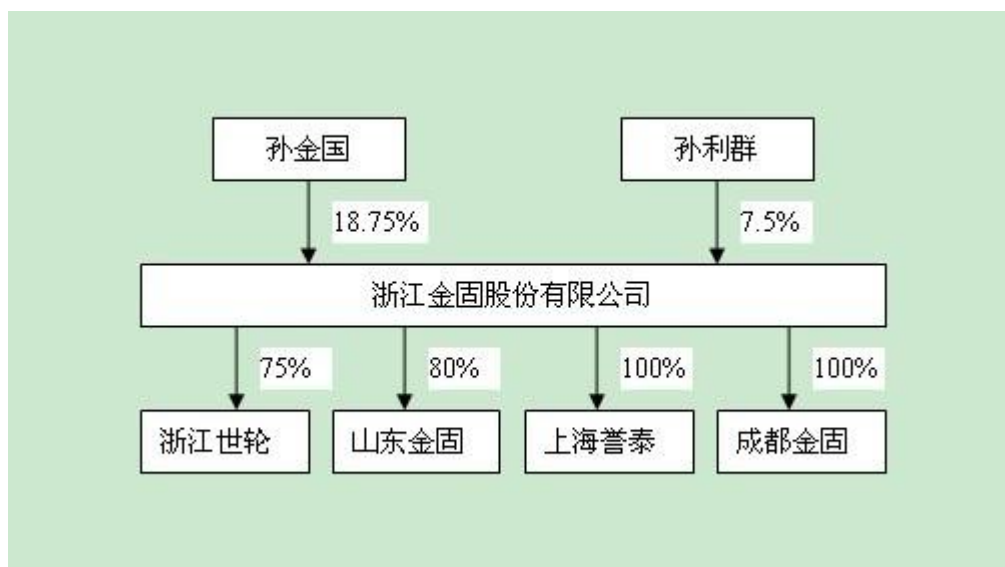 孙金国
孙利群
18.75%
7.5%
浙江金固股份有限公司
75%
80%
100%
100%
浙江世轮
山东金固
上海誉泰
成都金固